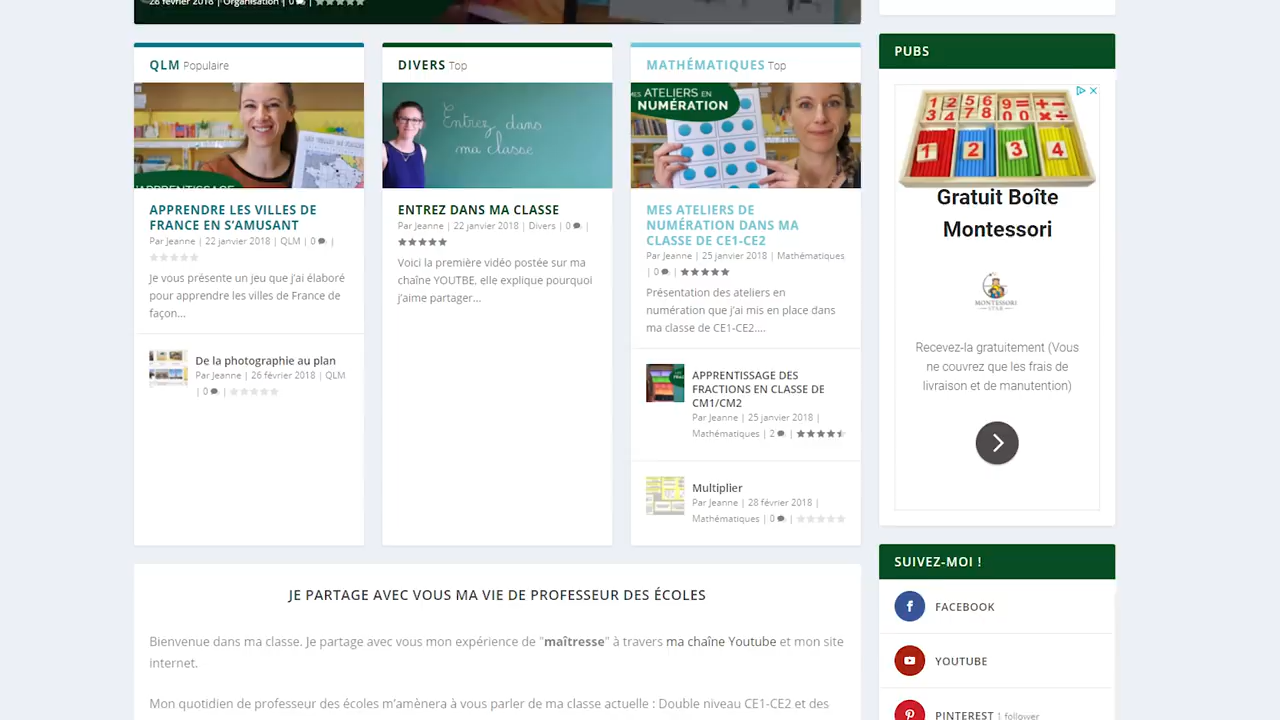 28 février 2018 | Organisation | 0 |
QLM Populaire
APPRENDRE LES VILLES DE
FRANCE EN S’AMUSANT
Par Jeanne | 22 janvier 2018 | QLM | 0 |
Je vous présente un jeu que j’ai élaboré
pour apprendre les villes de France de
façon...
De la photographie au plan
Par Jeanne | 26 février 2018 | QLM
| 0 |
DIVERS Top
Entrez dans
ma classe
ENTREZ DANS MA CLASSE
Par Jeanne | 22 janvier 2018 | Divers | 0 |
Voici la première vidéo postée sur ma
chaîne YOUTBE, elle explique pourquoi
j’aime partager...
MATHÉMATIQUES Top
MES ATELIERS EN
NUMÉRATION
MES ATELIERS DE
NUMÉRATION DANS MA
CLASSE DE CE1-CE2
Par Jeanne | 25 janvier 2018 | Mathématiques
| 0 |
Présentation des ateliers en
numération que j’ai mis en place dans
ma classe de CE1-CE2....
APPRENTISSAGE DES
FRACTIONS EN CLASSE DE
CM1/CM2
Par Jeanne | 25 janvier 2018 |
Mathématiques | 2 |
Multiplier
Par Jeanne | 28 février 2018 |
Mathématiques | 0 |
JE PARTAGE AVEC VOUS MA VIE DE PROFESSEUR DES ÉCOLES
Bienvenue dans ma classe. Je partage avec vous mon expérience de "maîtresse" à travers ma chaîne Youtube et mon site
internet.
Mon quotidien de professeur des écoles m’amènera à vous parler de ma classe actuelle : Double niveau CE1-CE2 et des
PUBS
1 2 3 4
Gratuit Boîte
Montessori
MONTESSORI
Recevez-la gratuitement (Vous
ne couvrez que les frais de
livraison et de manutention)
SUIVEZ-MOI !
FACEBOOK
YOUTUBE
PINTEREST 1 follower